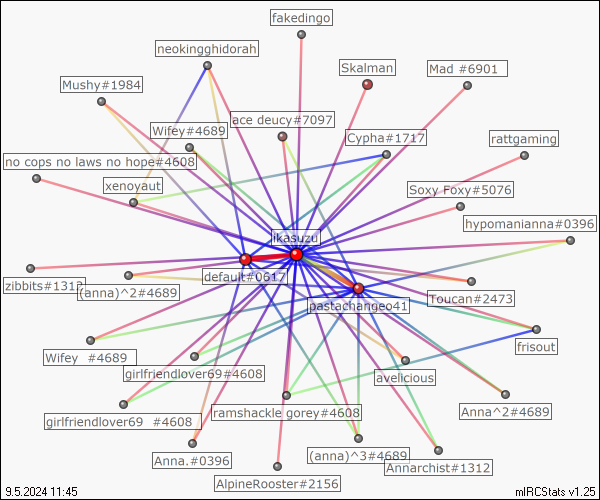 fakedingo
neokingghidorah
Skalman
Mad #6901
Mushy#1984
ace deucy#7097
Wifey#4689
Cypha#1717
rattgaming
no cops no laws no hope#4608
xenoyaut
Soxy Foxy#5076
hypomanianna#0396
likasuzu
default#0617
zibbits#1312
(anna)^2#4689
Toucan#2473
pastachangeo41
frisout
Wifey #4689
girlfriendlover69#4608
avelicious
girlfriendlover69 #4608
ramshackle gorey#4608
Anna^2#4689
Anna.#0396
(anna)^3#4689
Annarchist#1312
AlpineRooster#2156
9.5.2024 11:45
mIRCStats v1.25